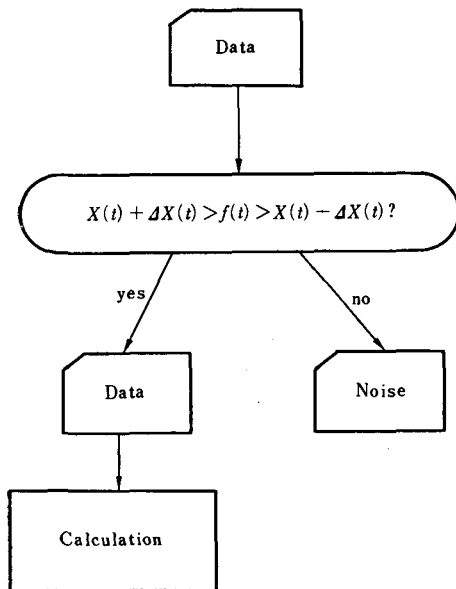 Data
X(t) + ΔX(t) > f(t) > X(t) − ΔX(t) ?
yes
no
Data
Noise
Calculation